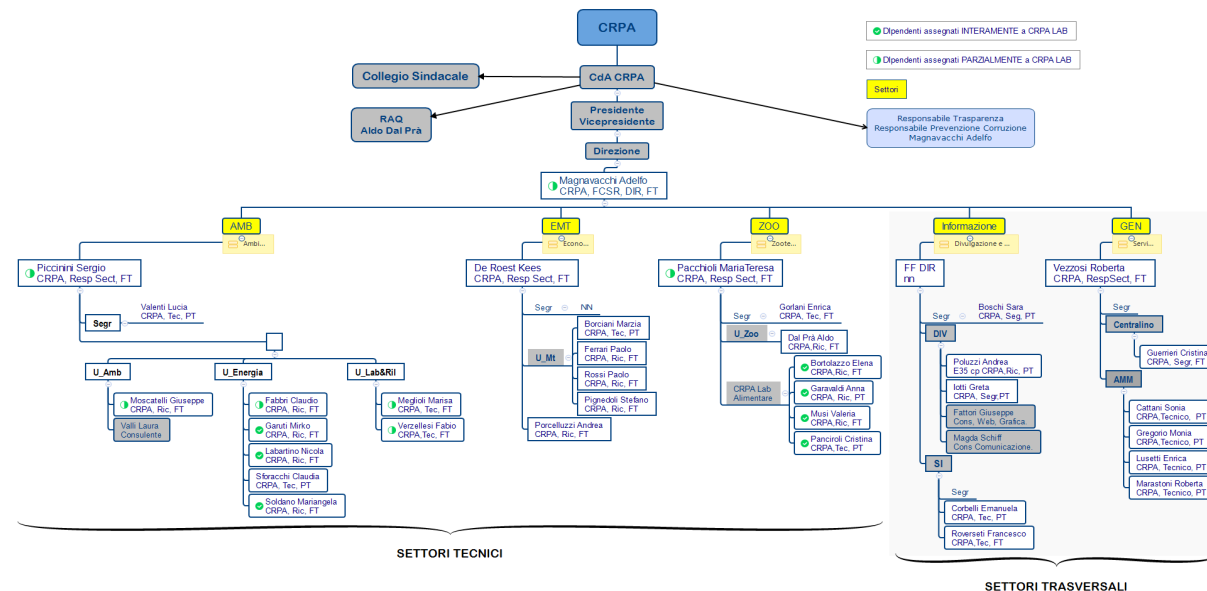 CRPA
DIpendenti assegnati INTERAMENTE a CRPA LAB
DIpendenti assegnati PARZIALMENTE a CRPA LAB
Settori
Collegio Sindacale
CdA CRPA
RAQ
Aldo Dal Prà
Presidente
Vicepresidente
Responsabile Trasparenza
Responsabile Prevenzione Corruzione
Magnavacchi Adelfo
Direzione
Magnavacchi Adelfo
CRPA, FCSR, DIR, FT
AMB
Ambi...
Piccinini Sergio
CRPA, Resp Sect, FT
Valenti Lucia
CRPA, Tec, PT
Segr
U_Amb
Moscatelli Giuseppe
CRPA, Ric, FT
Valli Laura
Consulente
U_Energia
Fabbri Claudio
CRPA, Ric, FT
Garuti Mirko
CRPA, Ric, FT
Labartino Nicola
CRPA, Ric, FT
Sforacchi Claudia
CRPA, Tec, PT
Soldano Mariangela
CRPA, Ric, FT
U_Lab&Ril
Meglioli Marisa
CRPA, Tec, FT
Verzellesi Fabio
CRPA,Tec, FT
EMT
Econo...
De Roest Kees
CRPA, Resp Sect, FT
Segr
NN
U_Mt
Borciani Marzia
CRPA, Tec, PT
Ferrari Paolo
CRPA, Ric, FT
Rossi Paolo
CRPA, Ric, FT
Pignedoli Stefano
CRPA, Ric, FT
Porcelluzzi Andrea
CRPA, Ric, FT
ZOO
Zoote...
Pacchioli MariaTeresa
CRPA, Resp Sect, FT
Segr
Gorlani Enrica
CRPA, Tec, FT
U_Zoo
Dal Prà Aldo
CRPA,Ric, FT
CRPA Lab
Alimentare
Bortolazzo Elena
CRPA,Ric, FT
Garavaldi Anna
CRPA, Ric, PT
Musi Valeria
CRPA, Ric, FT
Panciroli Cristina
CRPA,Tec, PT
Informazione
Divulgazione e ...
FF DIR
nn
Segr
Boschi Sara
CRPA, Seg, PT
DIV
Poluzzi Andrea
E35 cp CRPA,Ric, PT
Iotti Greta
CRPA, Segr,PT
Fattori Giuseppe
Cons, Web, Grafica.
Magda Schiff
Cons Comunicazione.
SI
Segr
Corbelli Emanuela
CRPA, Tec, PT
Roverseti Francesco
CRPA,Tec, FT
GEN
Servi...
Vezzosi Roberta
CRPA, RespSect, FT
Segr
Centralino
Guerrieri Cristina
CRPA, Segr, FT
AMM
Cattani Sonia
CRPA,Tecnico, PT
Gregorio Monia
CRPA,Tecnico, PT
Lusetti Enrica
CRPA, Tecnico, PT
Marastoni Roberta
CRPA, Tecnico, PT
SETTORI TECNICI
SETTORI TRASVERSALI